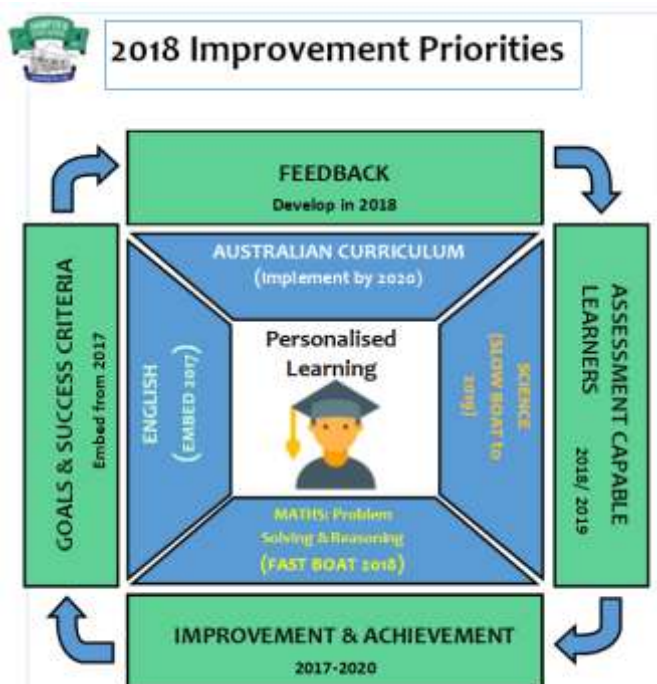 2018 Improvement Priorities
FEEDBACK
Develop in 2018
AUSTRALIAN CURRICULUM
(Implement by 2020)
GOALS & SUCCESS CRITERIA
Embed from 2017
ENGLISH
(EMBED 2017)
Personalised
Learning
SCIENCE
(SLOW BOAT to
2019)
ASSESSMENT CAPABLE
LEARNERS
2018/ 2019
MATHS: Problem
Solving & Reasoning
(FAST BOAT 2018)
IMPROVEMENT & ACHIEVEMENT
2017-2020